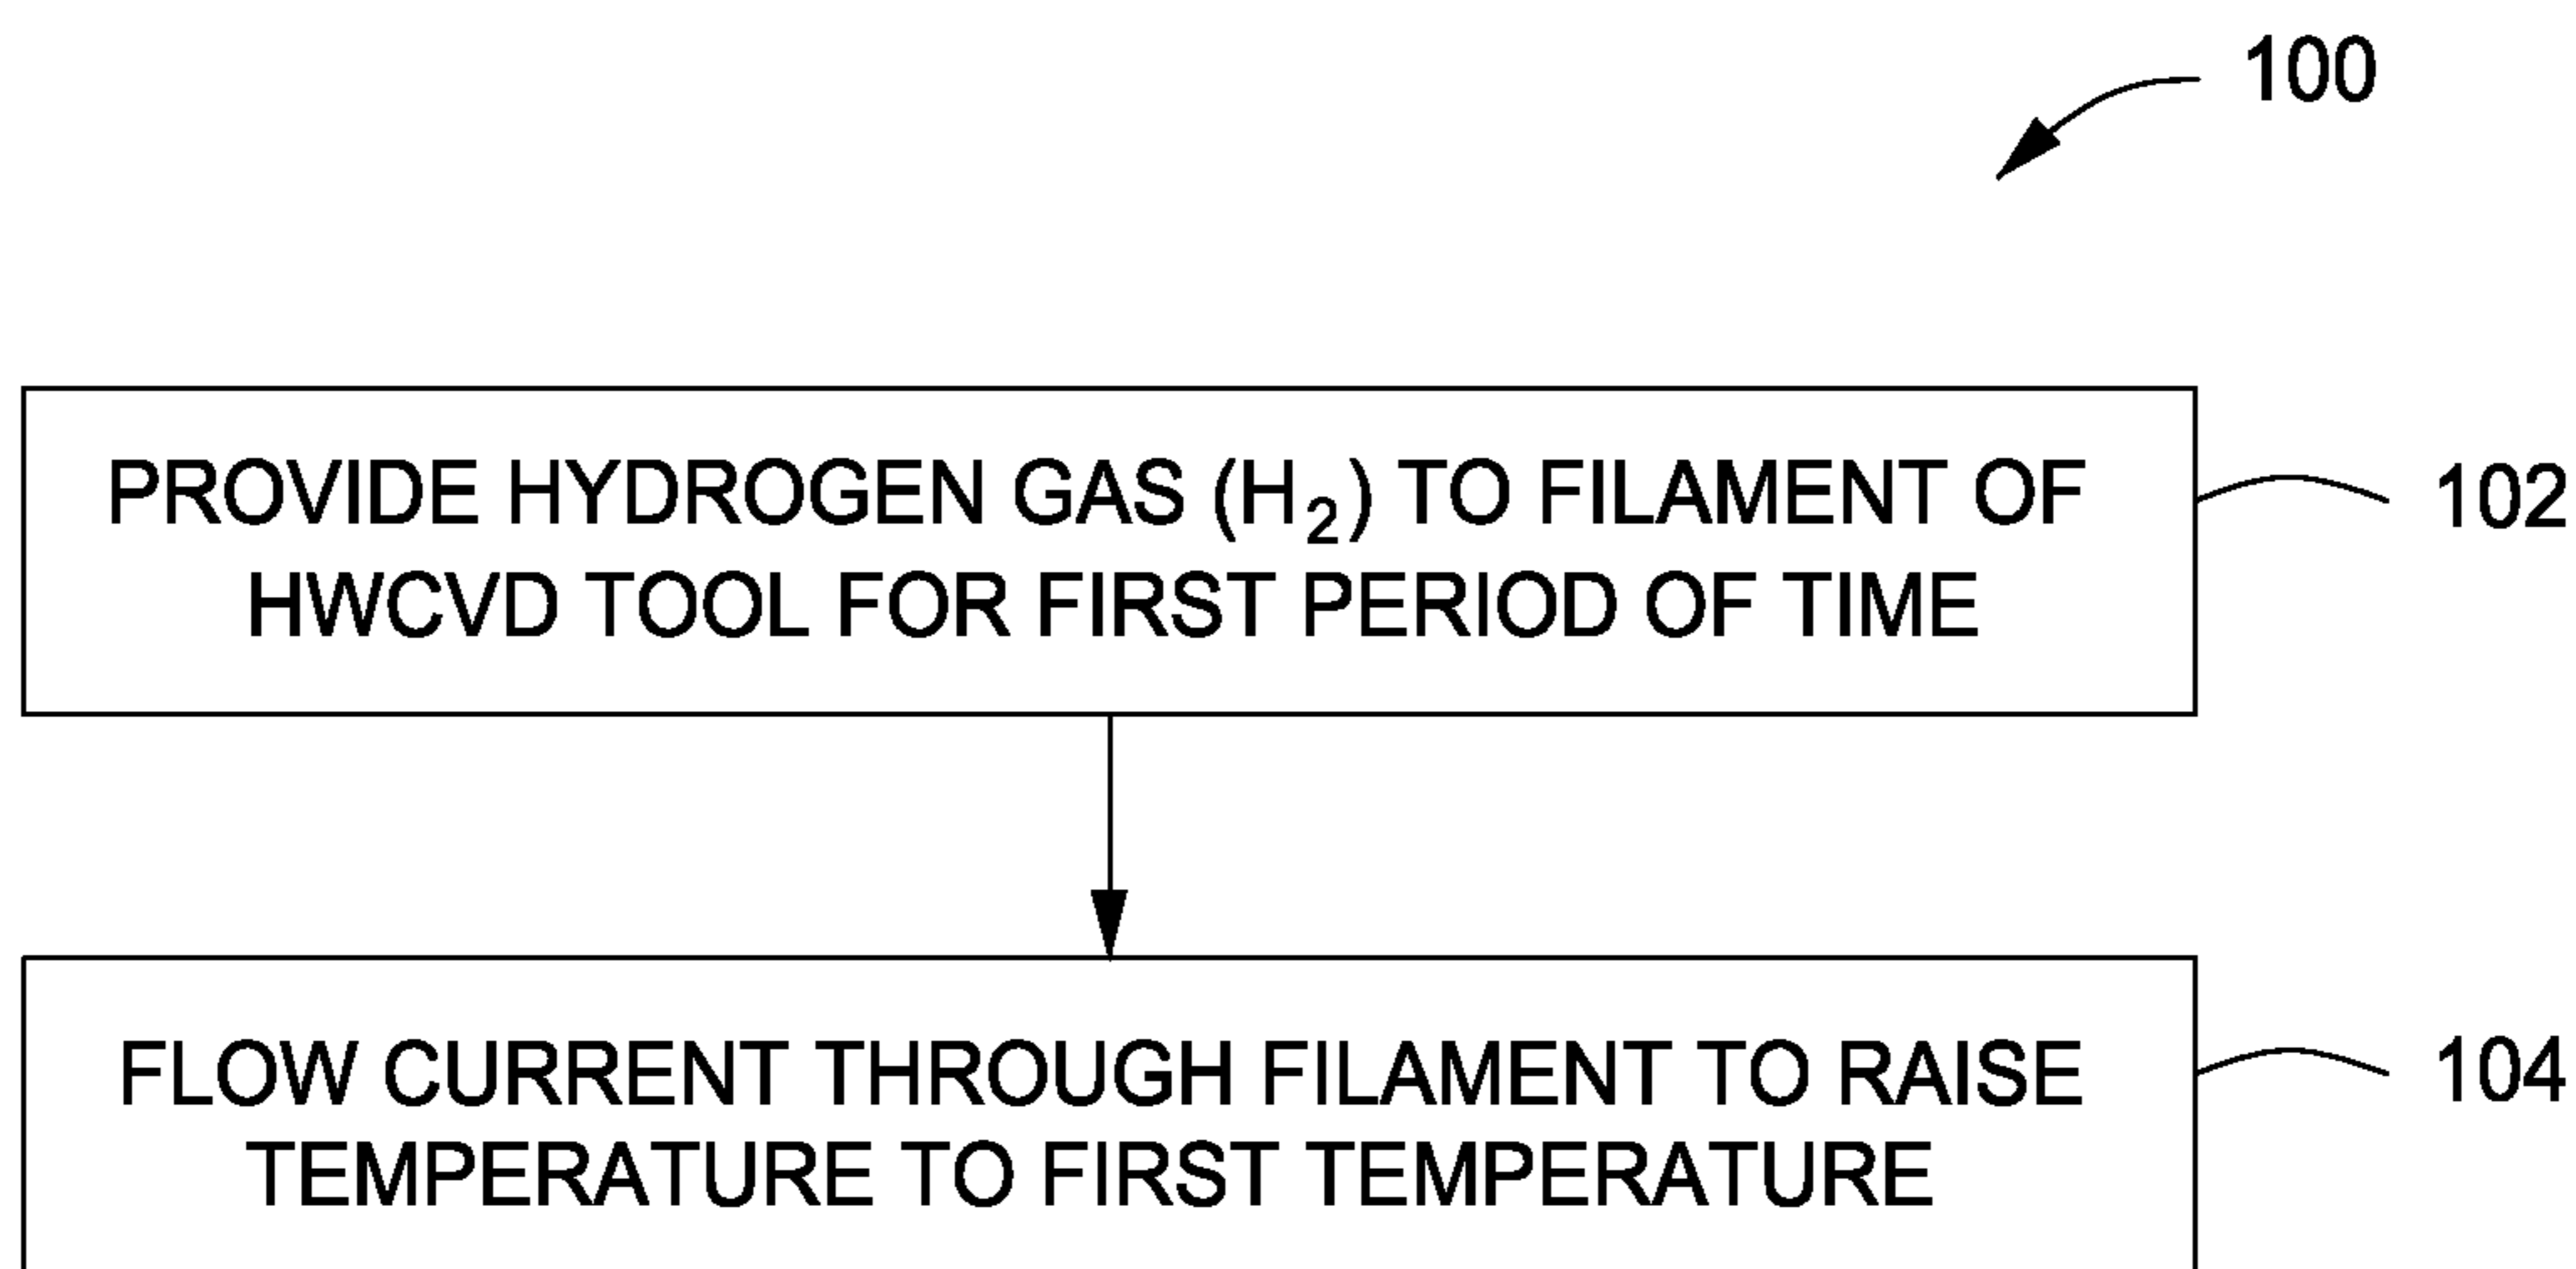 100
PROVIDE HYDROGEN GAS (H₂) TO FILAMENT OF
HWCVD TOOL FOR FIRST PERIOD OF TIME
102
FLOW CURRENT THROUGH FILAMENT TO RAISE
TEMPERATURE TO FIRST TEMPERATURE
104